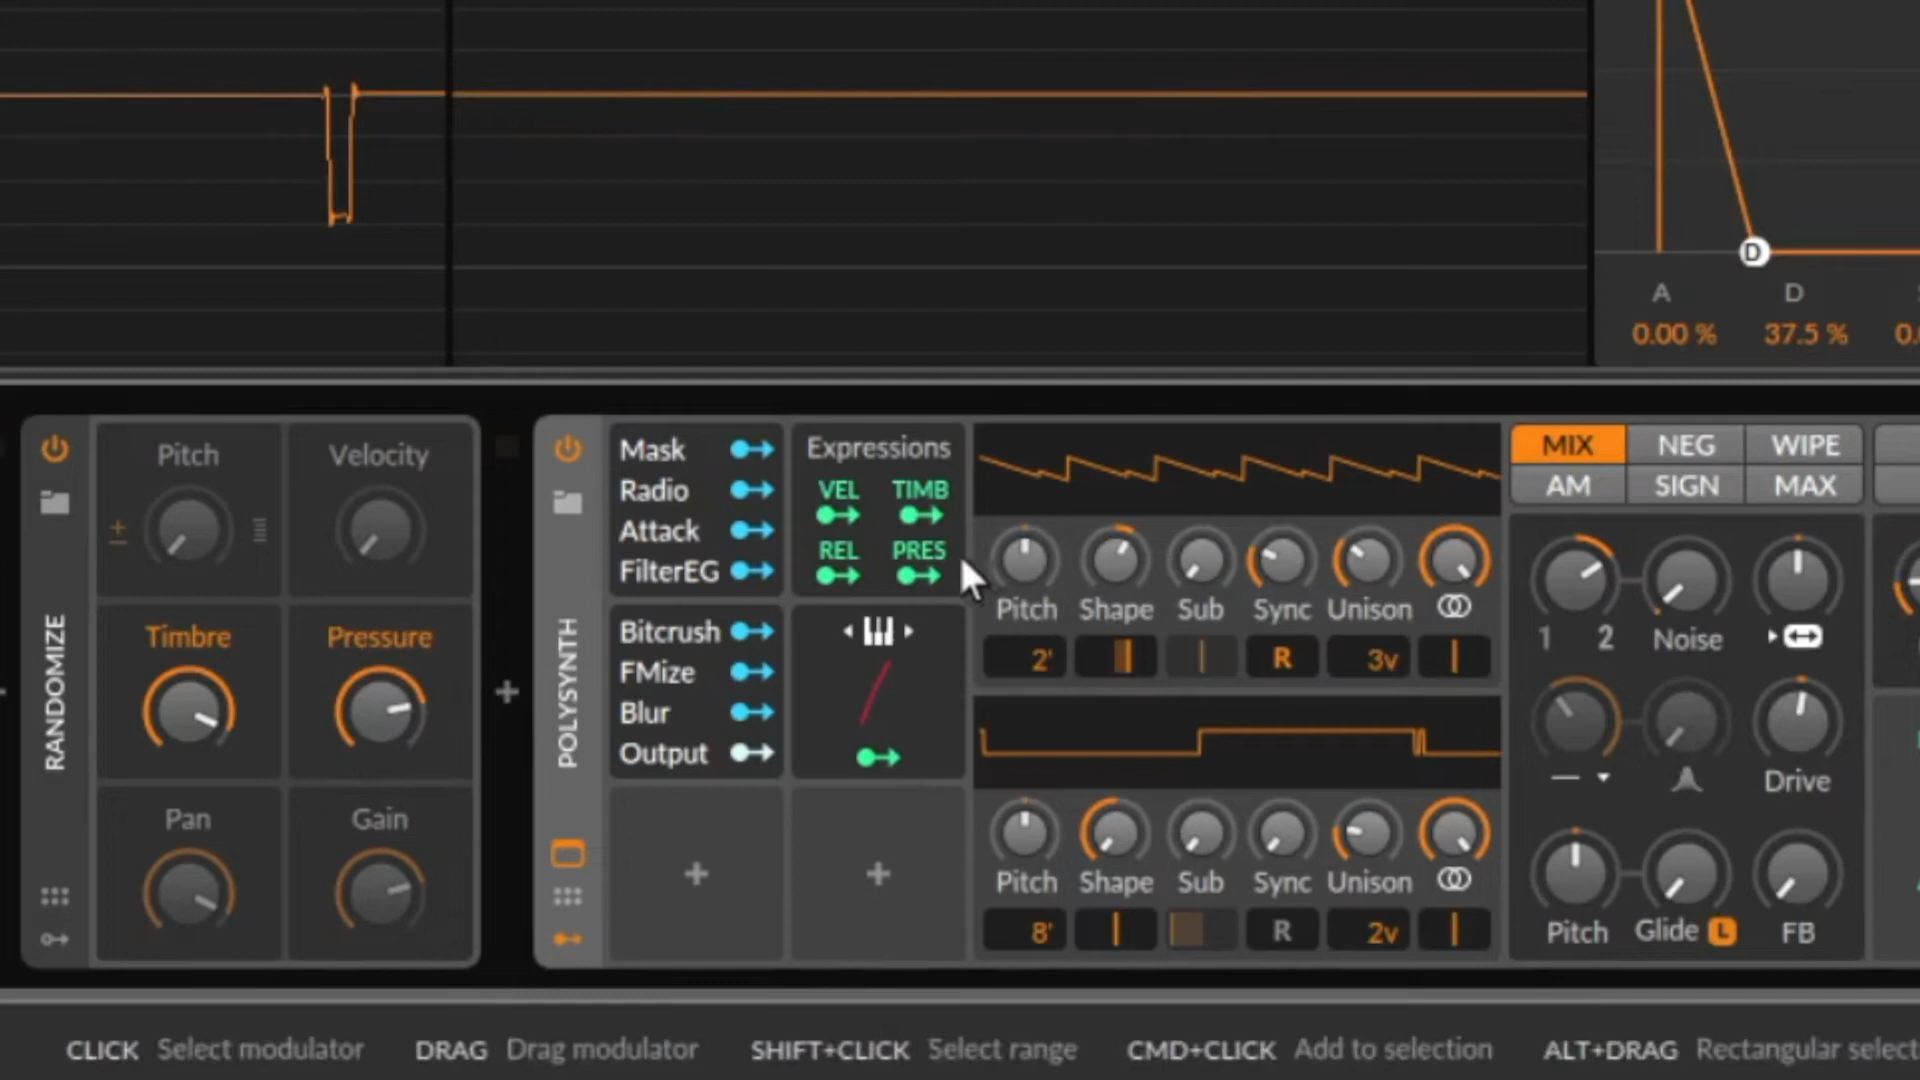 D
A D
0.00 % 37.5 % 0.
RANDOMIZE
Pitch Velocity
Timbre Pressure
Pan Gain
POLYSYNTH
Mask
Radio
Attack
FilterEG
Bitcrush
FMize
Blur
Output
Expressions
VEL TIMB
REL PRES
Pitch Shape Sub Sync Unison
2' R 3v
Pitch Shape Sub Sync Unison
8' R 2v
MIX NEG WIPE
AM SIGN MAX
1 2 Noise
Drive
Pitch Glide L FB
CLICK Select modulator DRAG Drag modulator SHIFT+CLICK Select range CMD+CLICK Add to selection ALT+DRAG Rectangular select